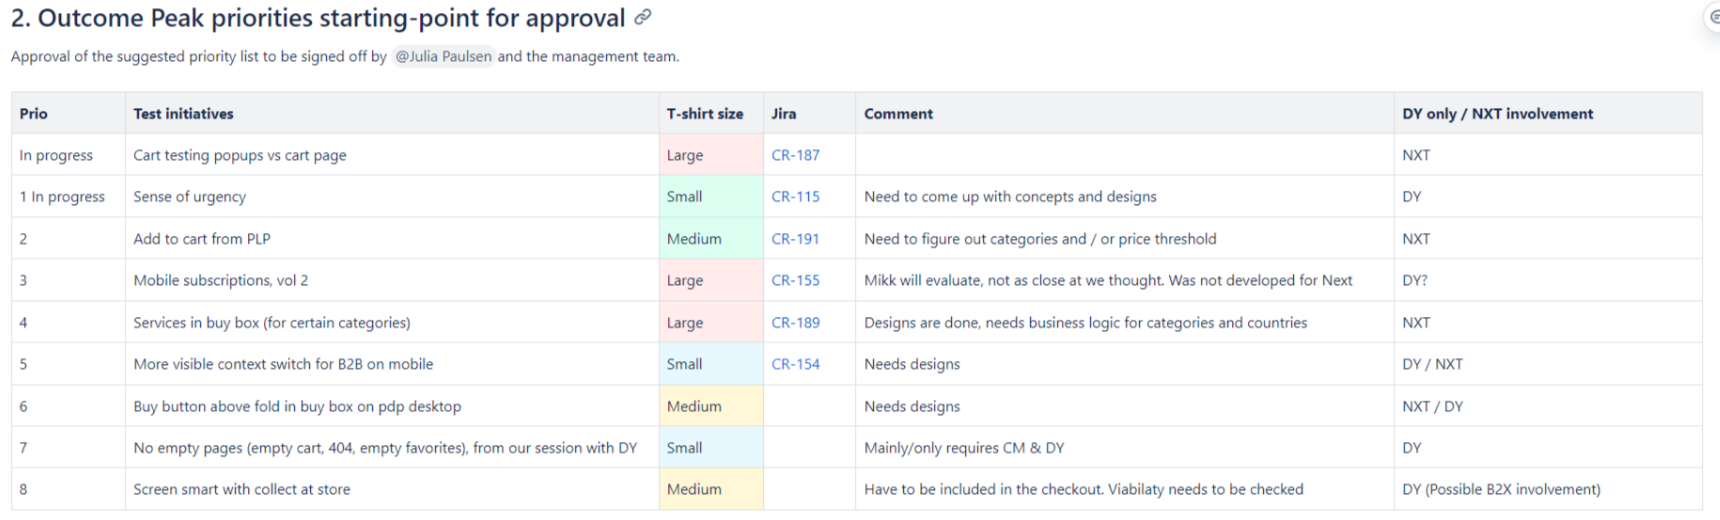 2. Outcome Peak priorities starting-point for approval
Approval of the suggested priority list to be signed off by @Julia Paulsen and the management team.
Prio Test initiatives T-shirt size Jira Comment DY only / NXT involvement
In progress Cart testing popups vs cart page Large CR-187 NXT
1 In progress Sense of urgency Small CR-115 Need to come up with concepts and designs DY
2 Add to cart from PLP Medium CR-191 Need to figure out categories and / or price threshold NXT
3 Mobile subscriptions, vol 2 Large CR-155 Mikk will evaluate, not as close at we thought. Was not developed for Next DY?
4 Services in buy box (for certain categories) Large CR-189 Designs are done, needs business logic for categories and countries NXT
5 More visible context switch for B2B on mobile Small CR-154 Needs designs DY / NXT
6 Buy button above fold in buy box on pdp desktop Medium Needs designs NXT / DY
7 No empty pages (empty cart, 404, empty favorites), from our session with DY Small Mainly/only requires CM & DY DY
8 Screen smart with collect at store Medium Have to be included in the checkout. Viabilaty needs to be checked DY (Possible B2X involvement)